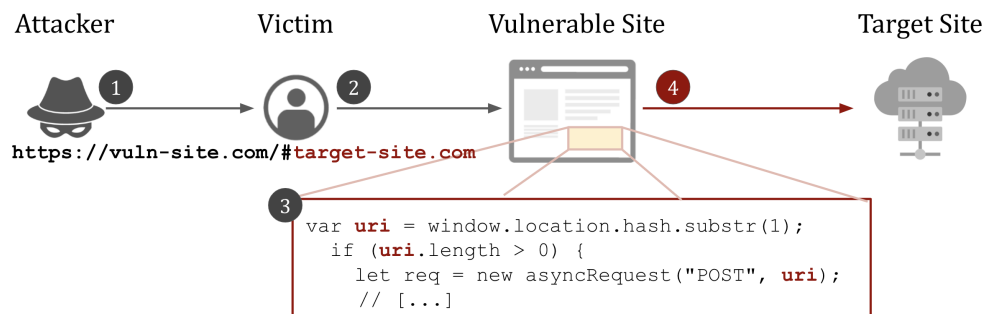 Attacker Victim Vulnerable Site Target Site
1 2 4
https://vuln-site.com/#target-site.com
3
var uri = window.location.hash.substr(1);
if (uri.length > 0) {
let req = new asyncRequest("POST", uri);
// [...]